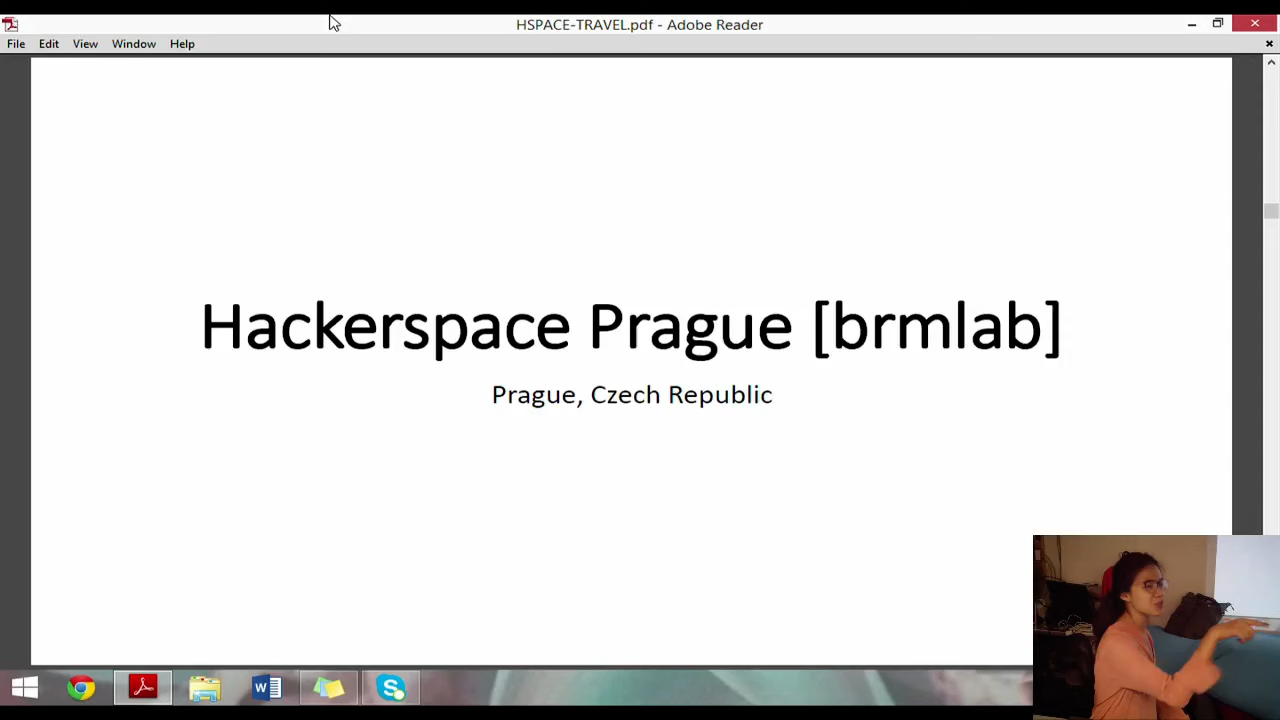 HSPACE-TRAVEL.pdf - Adobe Reader
File Edit View Window Help
Hackerspace Prague [brmlab]
Prague, Czech Republic